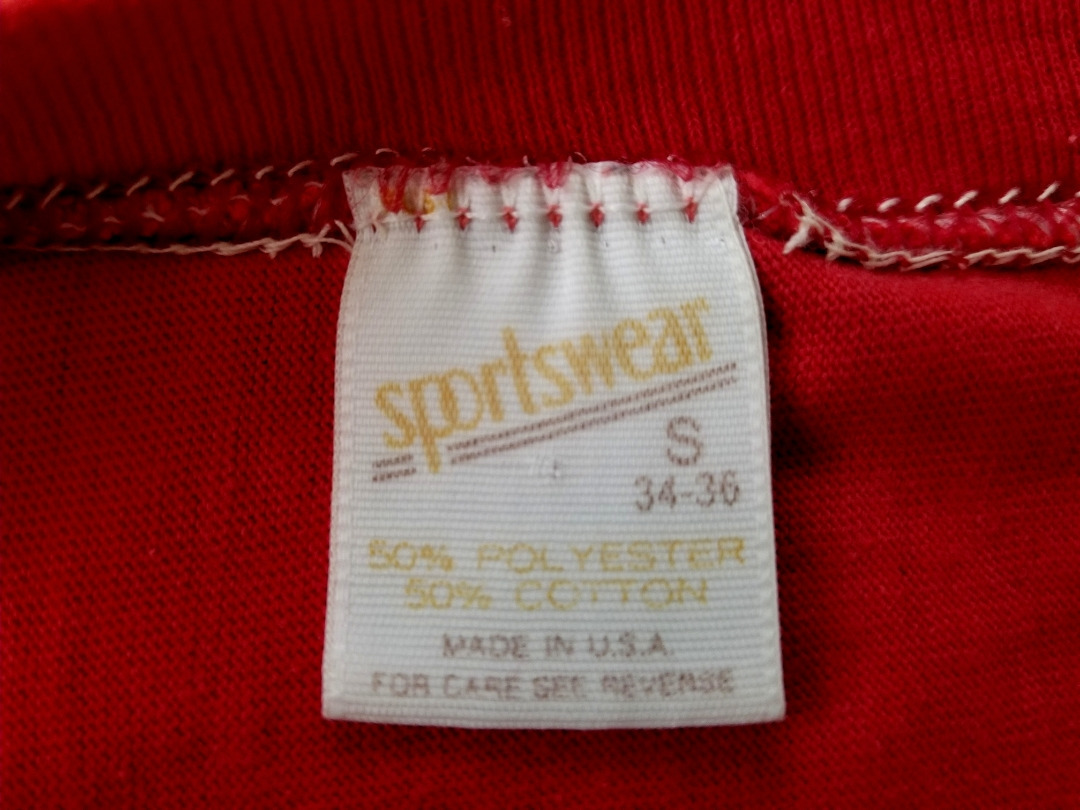 sportswear
S
34-36
50% POLYESTER
50% COTTON
MADE IN U.S.A.
FOR CARE SEE REVERSE